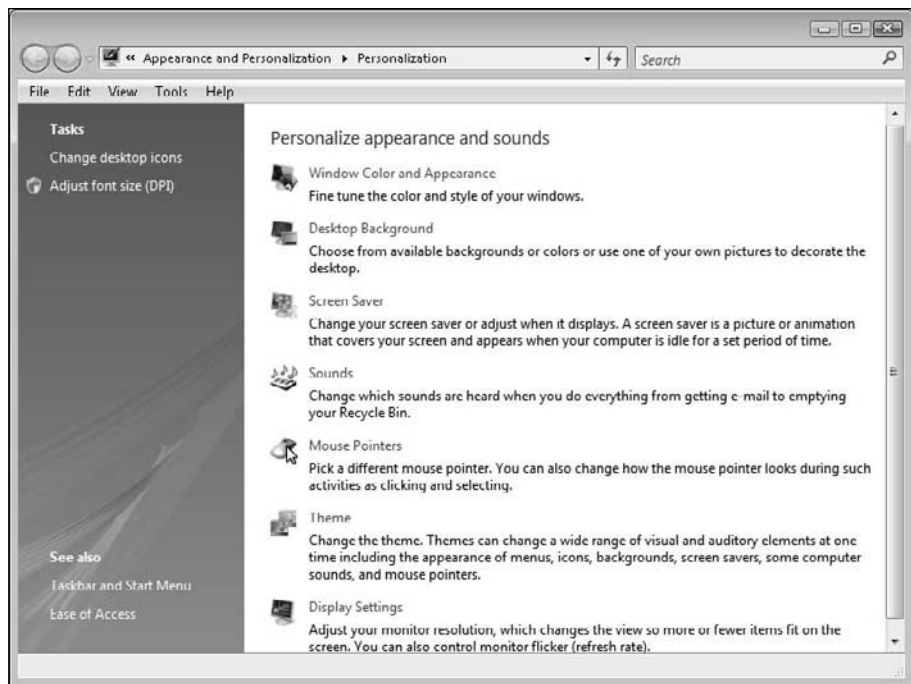 « Appearance and Personalization Personalization
Search
File Edit View Tools Help
Tasks
Change desktop icons
Adjust font size (DPI)
See also
Taskbar and Start Menu
Ease of Access
Personalize appearance and sounds
Window Color and Appearance
Fine tune the color and style of your windows.
Desktop Background
Choose from available backgrounds or colors or use one of your own pictures to decorate the
desktop.
Screen Saver
Change your screen saver or adjust when it displays. A screen saver is a picture or animation
that covers your screen and appears when your computer is idle for a set period of time.
Sounds
Change which sounds are heard when you do everything from getting e-mail to emptying
your Recycle Bin.
Mouse Pointers
Pick a different mouse pointer. You can also change how the mouse pointer looks during such
activities as clicking and selecting.
Theme
Change the theme. Themes can change a wide range of visual and auditory elements at one
time including the appearance of menus, icons, backgrounds, screen savers, some computer
sounds, and mouse pointers.
Display Settings
Adjust your monitor resolution, which changes the view so more or fewer items fit on the
screen. You can also control monitor flicker (refresh rate).